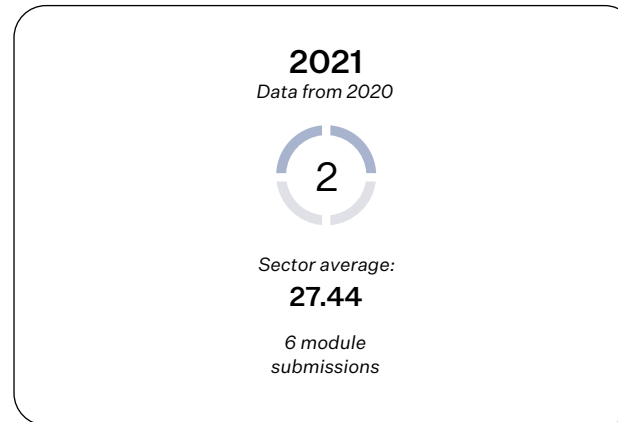 2021
Data from 2020
2
Sector average:
27.44
6 module
submissions